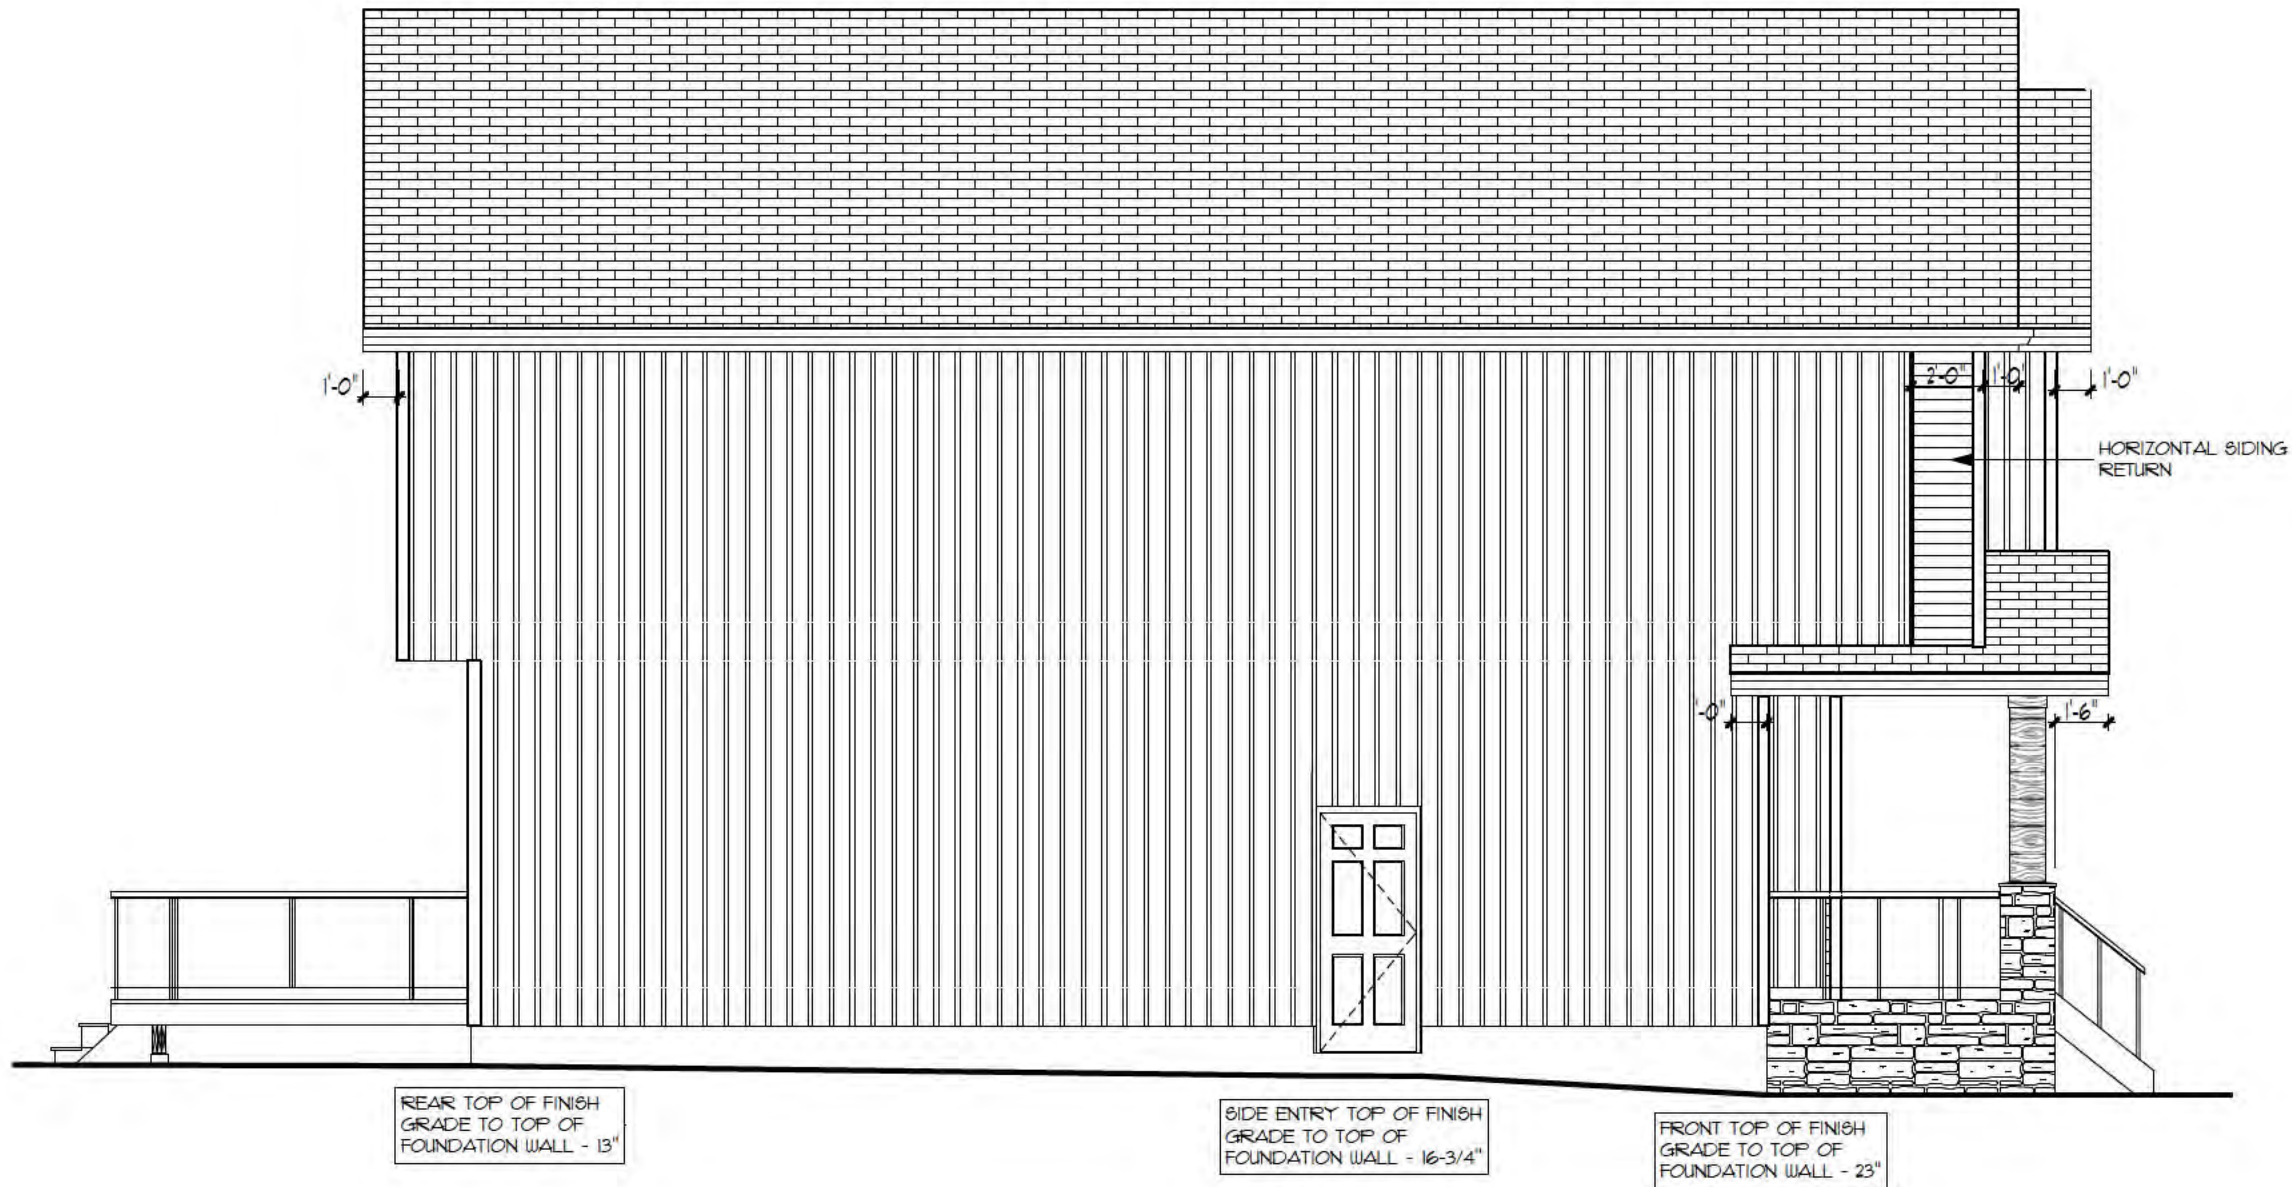 1'-0"
2'-0"
1'-0'
1'-0"
HORIZONTAL SIDING
RETURN
'-0"
1'-6"
REAR TOP OF FINISH
GRADE TO TOP OF
FOUNDATION WALL - 13"
SIDE ENTRY TOP OF FINISH
GRADE TO TOP OF
FOUNDATION WALL - 16-3/4"
FRONT TOP OF FINISH
GRADE TO TOP OF
FOUNDATION WALL - 23"